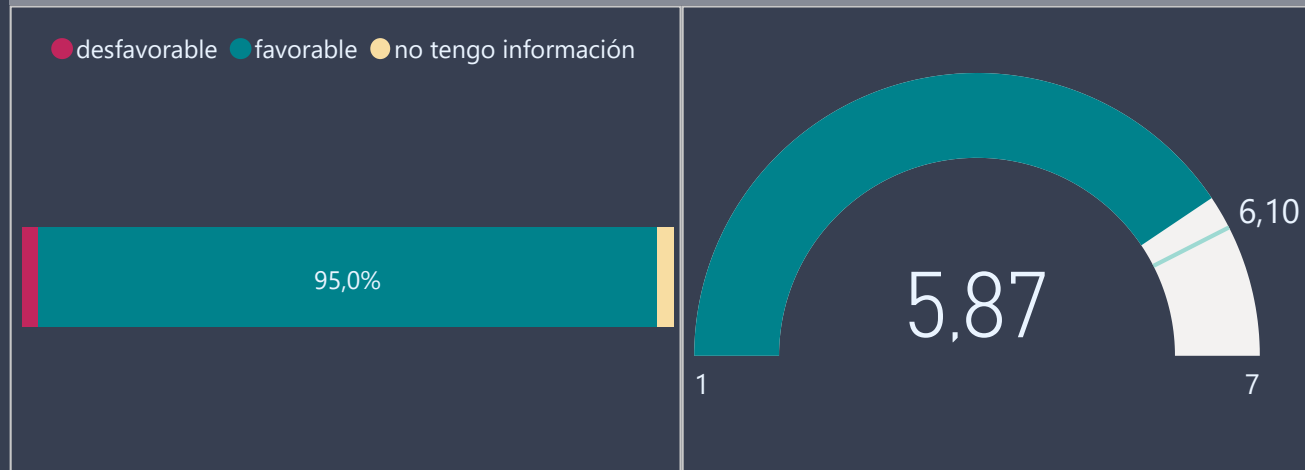 desfavorable favorable no tengo información
95,0%
6,10
5,87
1 7